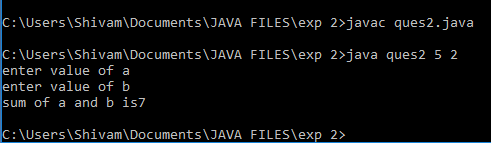 C:\Users\Shivam\Documents\JAVA FILES\exp 2>javac ques2.java
C:\Users\Shivam\Documents\JAVA FILES\exp 2>java ques2 5 2
enter value of a
enter value of b
sum of a and b is7
C:\Users\Shivam\Documents\JAVA FILES\exp 2>